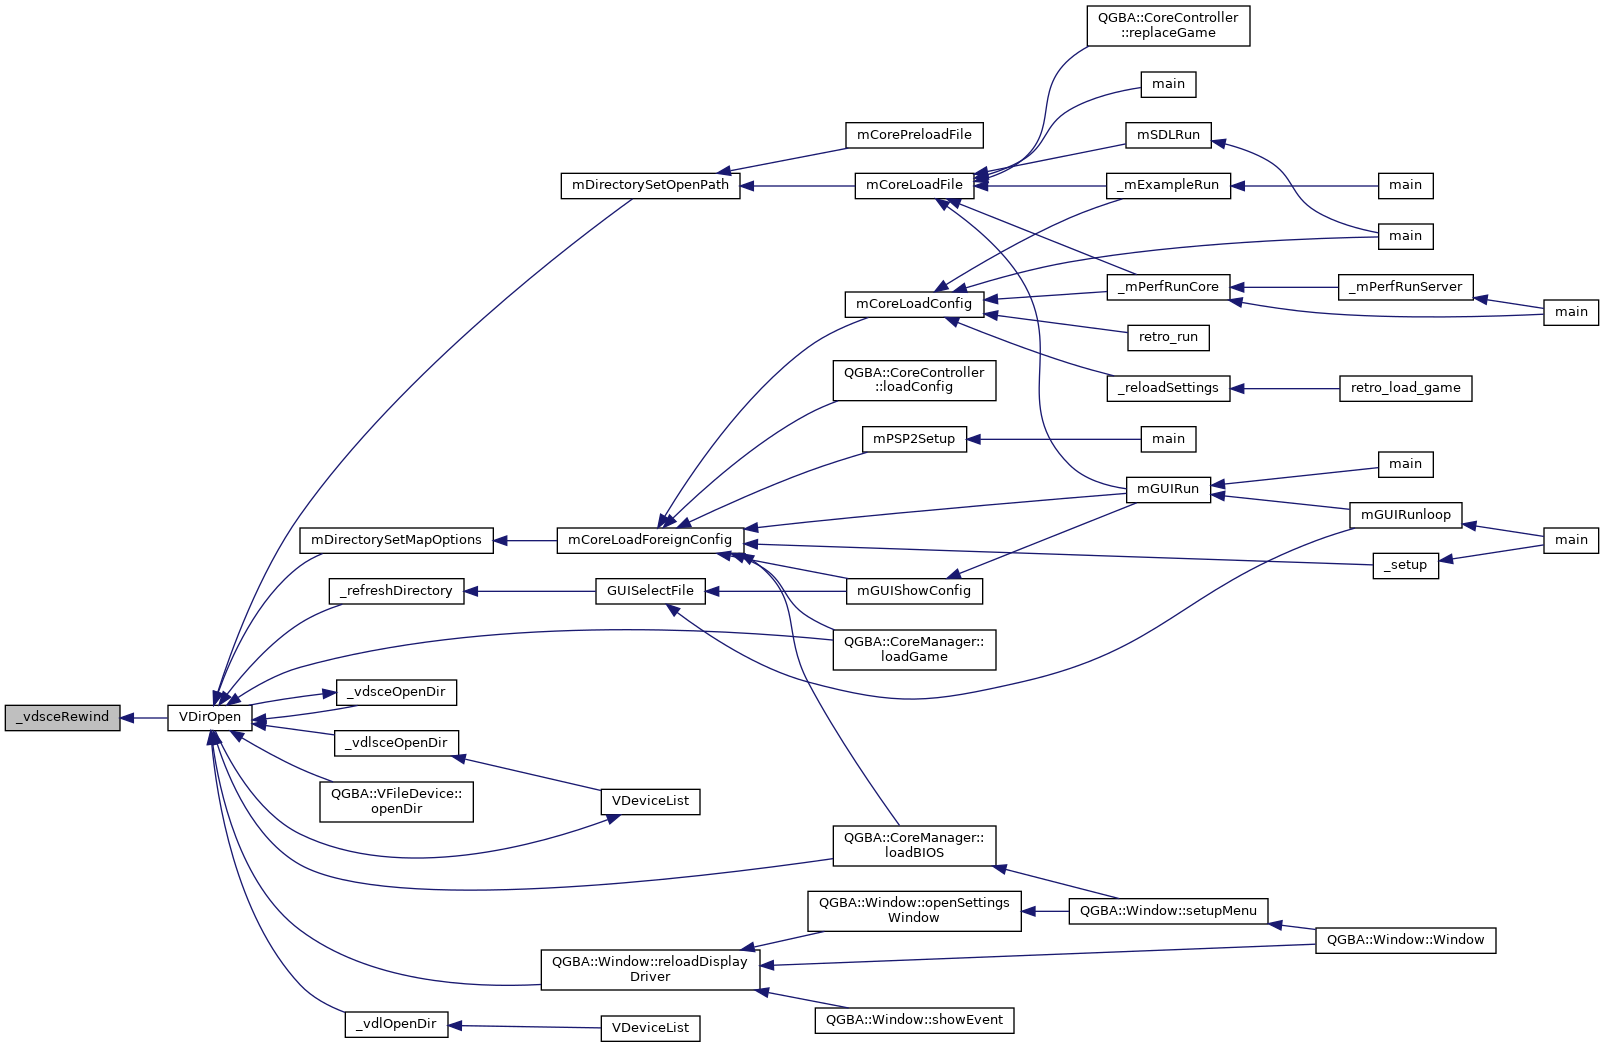 QGBA::CoreController
::replaceGame
main
mCorePreloadFile
mSDLRun
mDirectorySetOpenPath
mCoreLoadFile
_mExampleRun
main
main
mCoreLoadConfig
_mPerfRunCore
_mPerfRunServer
main
retro_run
QGBA::CoreController
::loadConfig
_reloadSettings
retro_load_game
mPSP2Setup
main
main
mGUIRun
mGUIRunloop
mDirectorySetMapOptions
mCoreLoadForeignConfig
main
_setup
_refreshDirectory
GUISelectFile
mGUIShowConfig
QGBA::CoreManager::
loadGame
_vdsceOpenDir
_vdsceRewind
VDirOpen
_vdlsceOpenDir
QGBA::VFileDevice::
openDir
VDeviceList
QGBA::CoreManager::
loadBIOS
QGBA::Window::openSettings
Window
QGBA::Window::setupMenu
QGBA::Window::Window
QGBA::Window::reloadDisplay
Driver
QGBA::Window::showEvent
_vdlOpenDir
VDeviceList